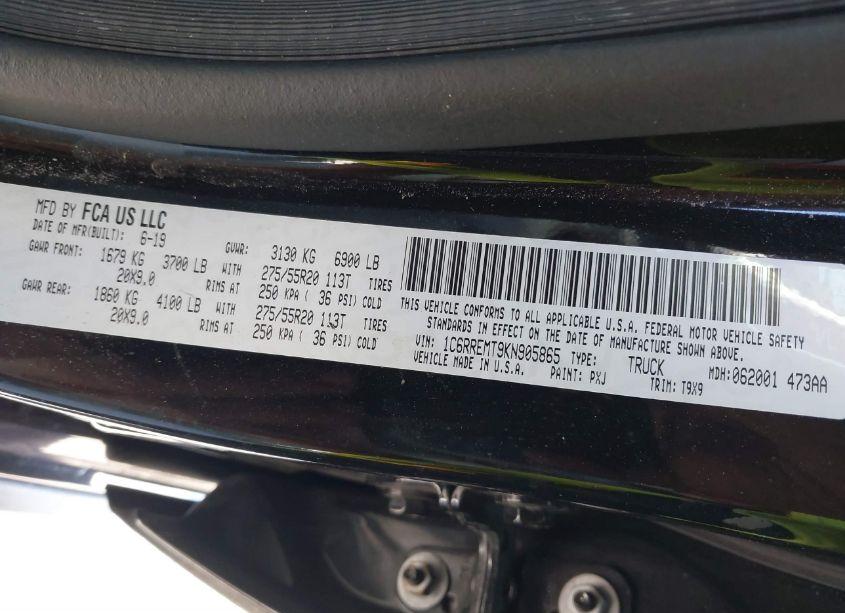 MFD BY FCA US LLC
DATE OF MFR(BUILT): 6-19 GVWR: 3130 KG 6900 LB
GAWR FRONT: 1679 KG 3700 LB WITH 275/55R20 113T TIRES
20X9.0 RIMS AT 250 KPA ( 36 PSI) COLD
GAWR REAR: 1860 KG 4100 LB WITH 275/55R20 113T TIRES
20X9.0 RIMS AT 250 KPA ( 36 PSI) COLD
THIS VEHICLE CONFORMS TO ALL APPLICABLE U.S.A. FEDERAL MOTOR VEHICLE SAFETY
STANDARDS IN EFFECT ON THE DATE OF MANUFACTURE SHOWN ABOVE.
VIN: 1C6RREMT9KN905865 TYPE: TRUCK MDH:062001 473AA
VEHICLE MADE IN U.S.A. PAINT: PXJ TRIM: T9X9